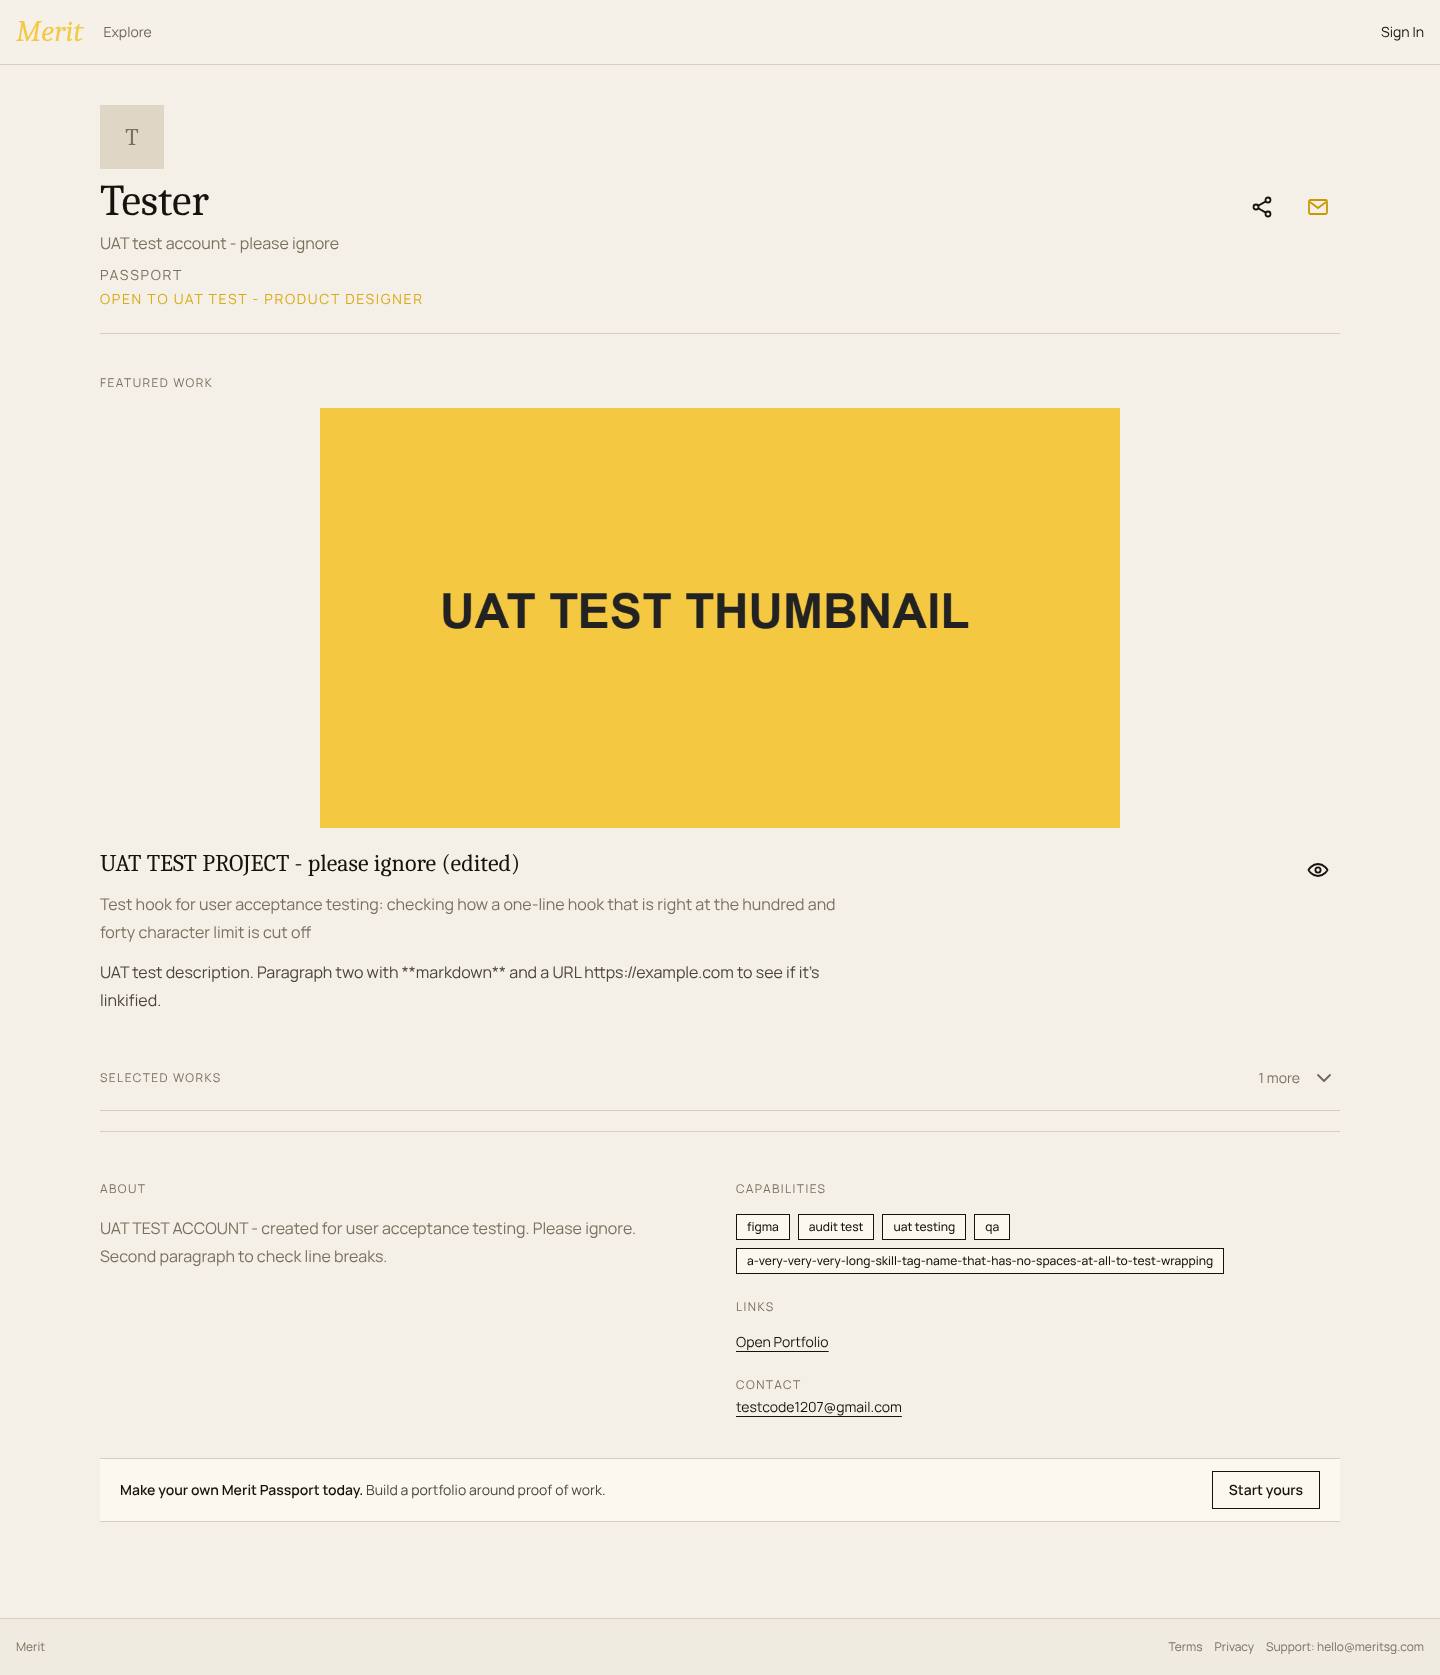 Merit
Explore
Sign In
T
Tester
UAT test account - please ignore
PASSPORT
OPEN TO UAT TEST - PRODUCT DESIGNER
FEATURED WORK
UAT TEST THUMBNAIL
UAT TEST PROJECT - please ignore (edited)
Test hook for user acceptance testing: checking how a one-line hook that is right at the hundred and
forty character limit is cut off
UAT test description. Paragraph two with **markdown** and a URL https://example.com to see if it's
linkified.
SELECTED WORKS
1 more
ABOUT
UAT TEST ACCOUNT - created for user acceptance testing. Please ignore.
Second paragraph to check line breaks.
CAPABILITIES
figma
audit test
uat testing
qa
a-very-very-very-long-skill-tag-name-that-has-no-spaces-at-all-to-test-wrapping
LINKS
Open Portfolio
CONTACT
testcode1207@gmail.com
Make your own Merit Passport today. Build a portfolio around proof of work.
Start yours
Merit
Terms
Privacy
Support: hello@meritsg.com